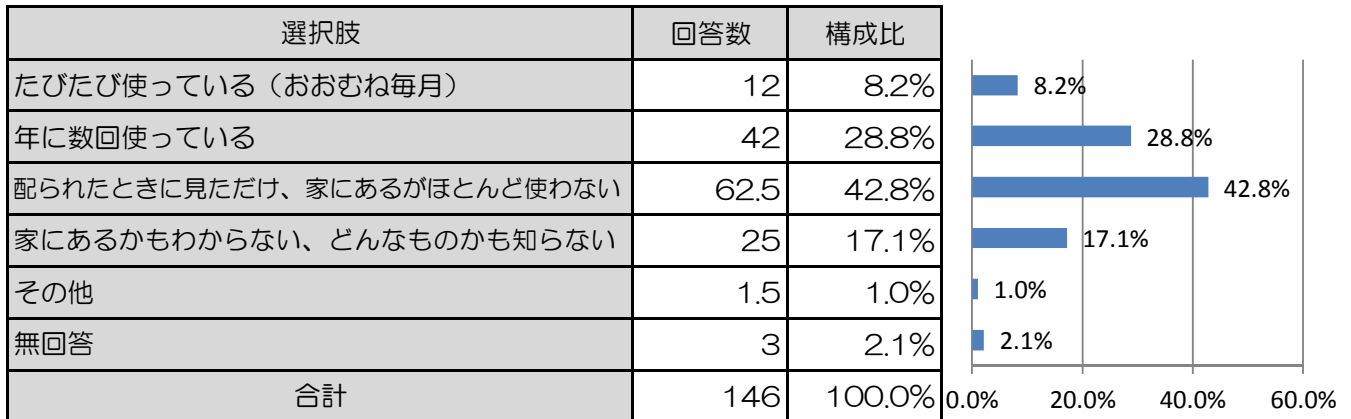 選択肢 回答数 構成比
たびたび使っている（おおむね毎月） 12 8.2%
年に数回使っている 42 28.8%
配られたときに見ただけ、家にあるがほとんど使わない 62.5 42.8%
家にあるかもわからない、どんなものかも知らない 25 17.1%
その他 1.5 1.0%
無回答 3 2.1%
合計 146 100.0%
8.2%
28.8%
42.8%
17.1%
1.0%
2.1%
0.0% 20.0% 40.0% 60.0%